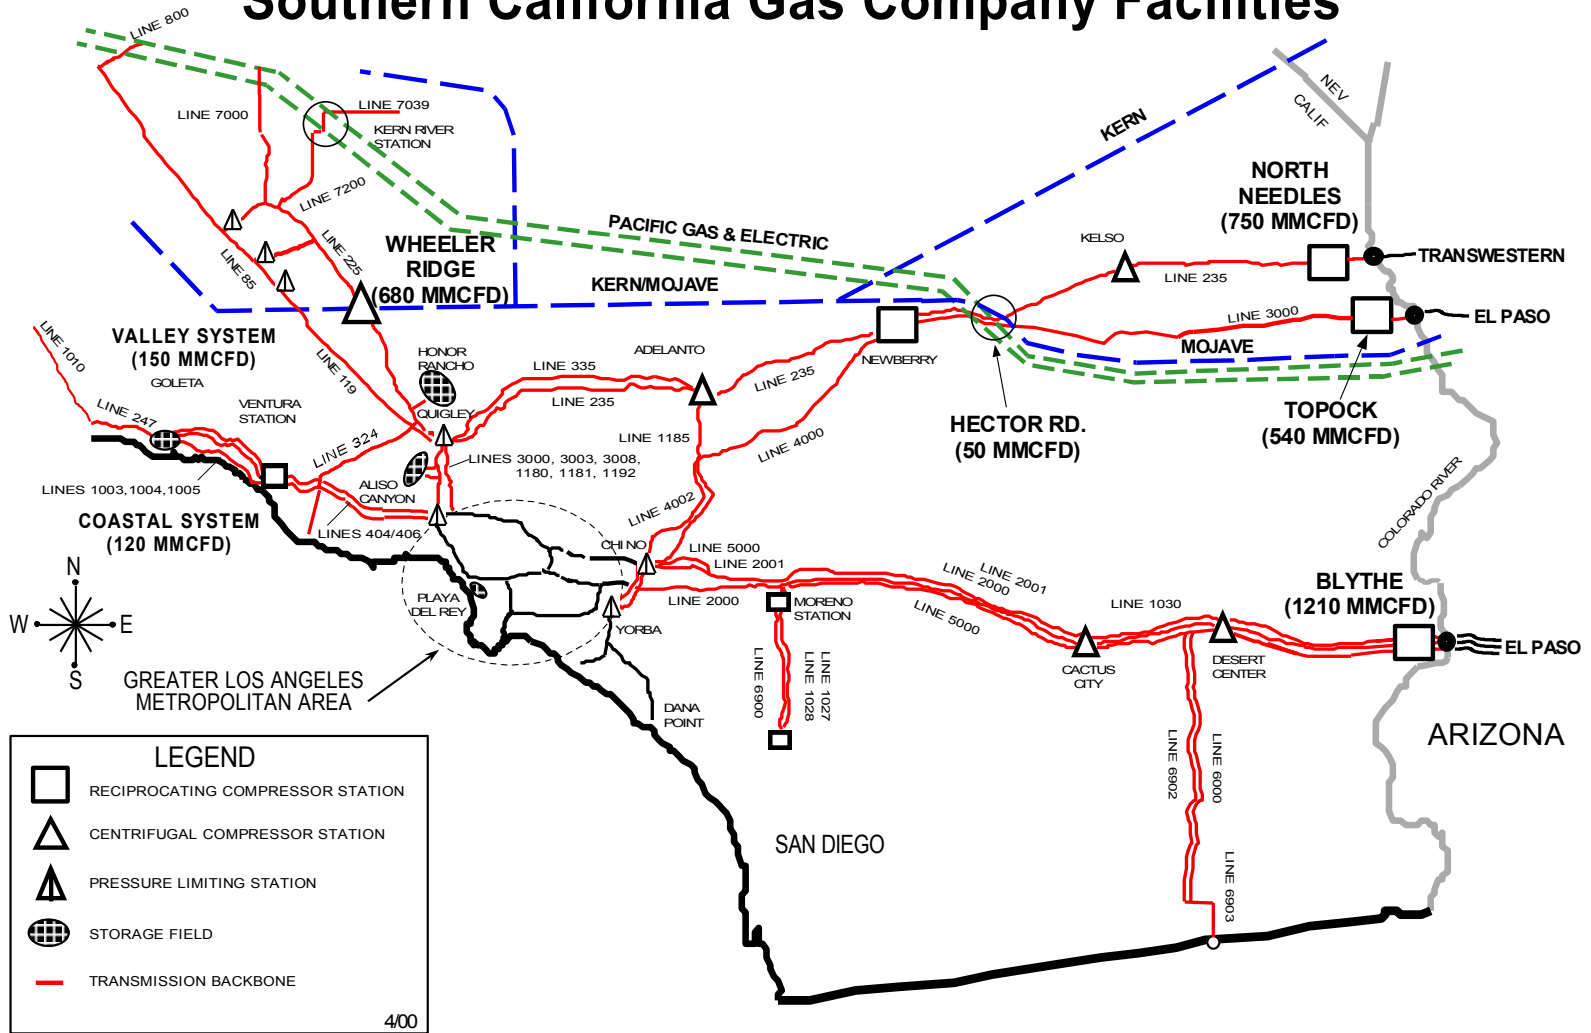 Southern California Gas Company Facilities
LINE 800
LINE 7000
LINE 7039
KERN RIVER
STATION
LINE 7200
LINE 225
LINE 85
WHEELER
RIDGE
(680 MMCFD)
PACIFIC GAS & ELECTRIC
KERN/MOJAVE
KERN
NEV
CALIF
NORTH
NEEDLES
(750 MMCFD)
KELSO
LINE 235
TRANSWESTERN
LINE 3000
EL PASO
MOJAVE
TOPOCK
(540 MMCFD)
HECTOR RD.
(50 MMCFD)
NEWBERRY
ADELANTO
LINE 335
LINE 235
LINE 235
LINE 1185
LINE 4000
LINE 4002
VALLEY SYSTEM
(150 MMCFD)
GOLETA
LINE 1010
LINE 119
HONOR
RANCHO
QUIGLEY
VENTURA
STATION
LINE 247
LINE 324
LINES 3000, 3003, 3008,
1180, 1181, 1192
ALISO
CANYON
LINES 1003,1004,1005
LINES 404/406
COASTAL SYSTEM
(120 MMCFD)
COLORADO RIVER
CHINO
LINE 5000
LINE 2001
LINE 2000
LINE 2001
LINE 2000
LINE 5000
MORENO
STATION
LINE 1030
BLYTHE
(1210 MMCFD)
EL PASO
PLAYA
DEL REY
YORBA
CACTUS
CITY
DESERT
CENTER
N
W
E
S
GREATER LOS ANGELES
METROPOLITAN AREA
DANA
POINT
LINE 6900
LINE 1028
LINE 1027
LINE 6902
LINE 6000
LINE 6903
ARIZONA
SAN DIEGO
LEGEND
RECIPROCATING COMPRESSOR STATION
CENTRIFUGAL COMPRESSOR STATION
PRESSURE LIMITING STATION
STORAGE FIELD
TRANSMISSION BACKBONE
4/00